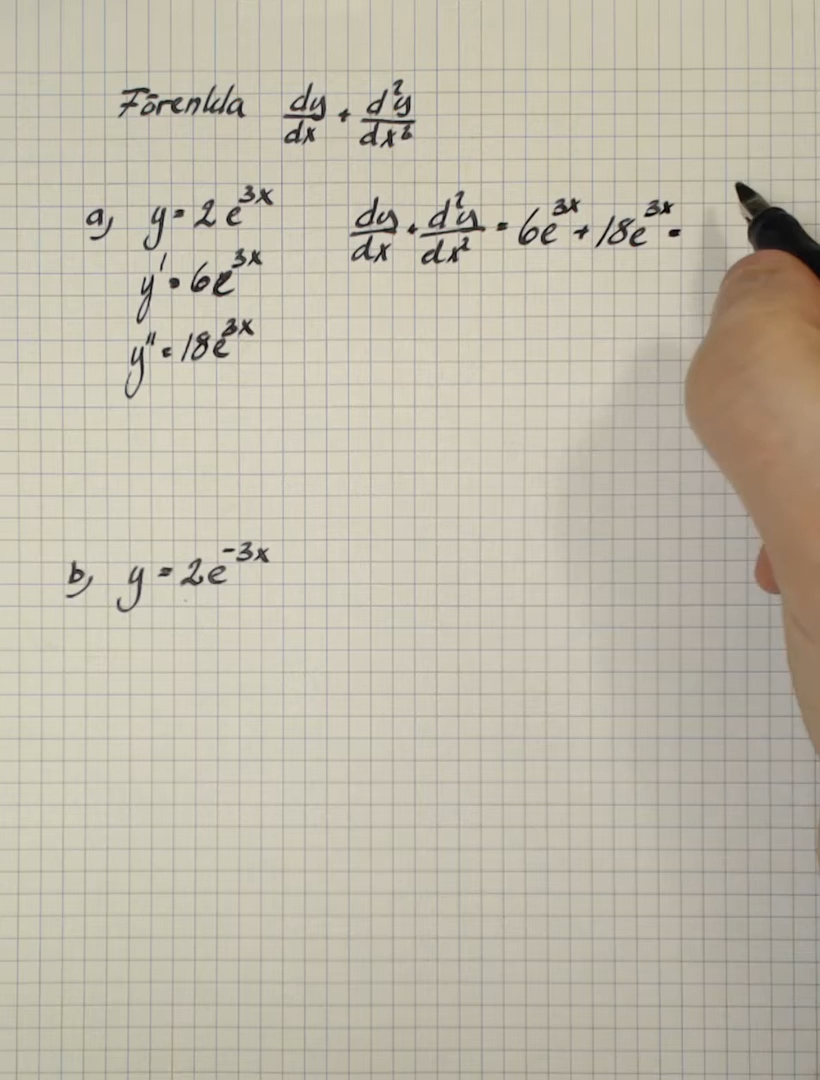 Förenkla dy/dx + d²y/dx²
a) y = 2e^3x dy/dx + d²y/dx² = 6e^3x + 18e^3x =
y' = 6e^3x
y'' = 18e^3x
b) y = 2e^-3x